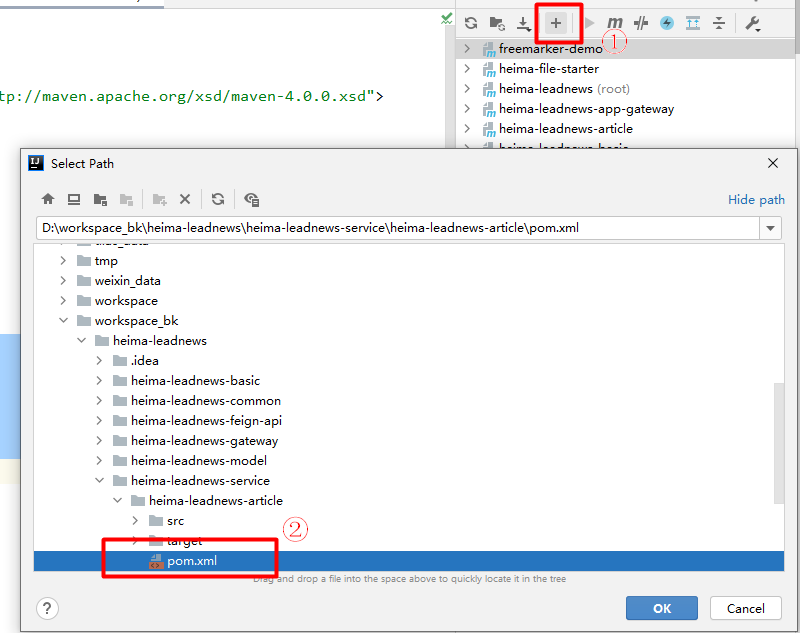 tp://maven.apache.org/xsd/maven-4.0.0.xsd">
①
freemarker-demo
heima-file-starter
heima-leadnews (root)
heima-leadnews-app-gateway
heima-leadnews-article
heima-leadnews-basic
Select Path
Hide path
D:\workspace_bk\heima-leadnews\heima-leadnews-service\heima-leadnews-article\pom.xml
tmp
weixin_data
workspace
workspace_bk
heima-leadnews
.idea
heima-leadnews-basic
heima-leadnews-common
heima-leadnews-feign-api
heima-leadnews-gateway
heima-leadnews-model
heima-leadnews-service
heima-leadnews-article
src
②
target
pom.xml
Drag and drop a file into the space above to quickly locate it in the tree
?
OK
Cancel